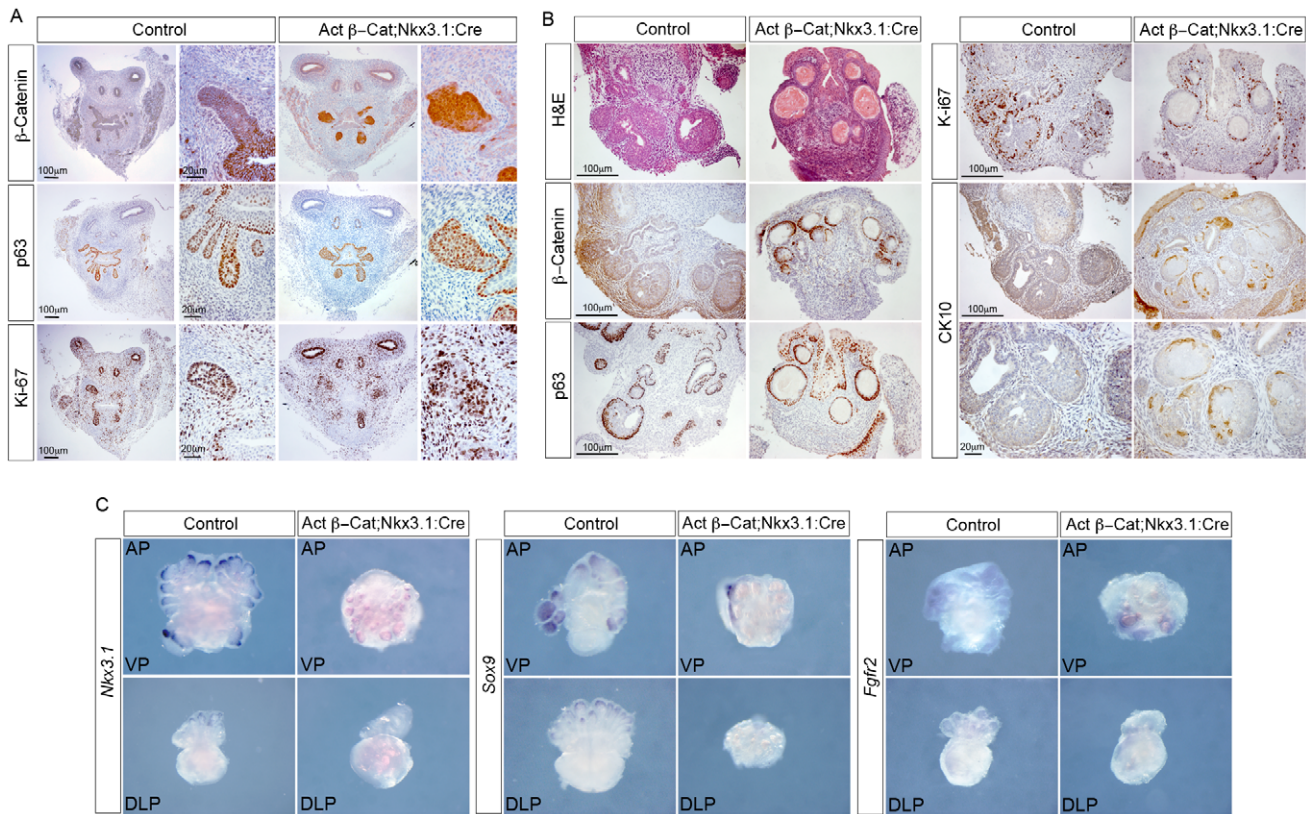 A
Control
Act β–Cat;Nkx3.1:Cre
β-Catenin
100μm
20μm
100μm
p63
100μm
20μm
100μm
Ki-67
100μm
20μm
100μm
B
Control
Act β–Cat;Nkx3.1:Cre
H&E
100μm
β-Catenin
100μm
p63
100μm
Control
Act β–Cat;Nkx3.1:Cre
K-i67
100μm
CK10
100μm
20μm
C
Control
Act β–Cat;Nkx3.1:Cre
Nkx3.1
AP
AP
VP
VP
DLP
DLP
Control
Act β–Cat;Nkx3.1:Cre
Sox9
AP
AP
VP
VP
DLP
DLP
Control
Act β–Cat;Nkx3.1:Cre
Fgfr2
AP
AP
VP
VP
DLP
DLP